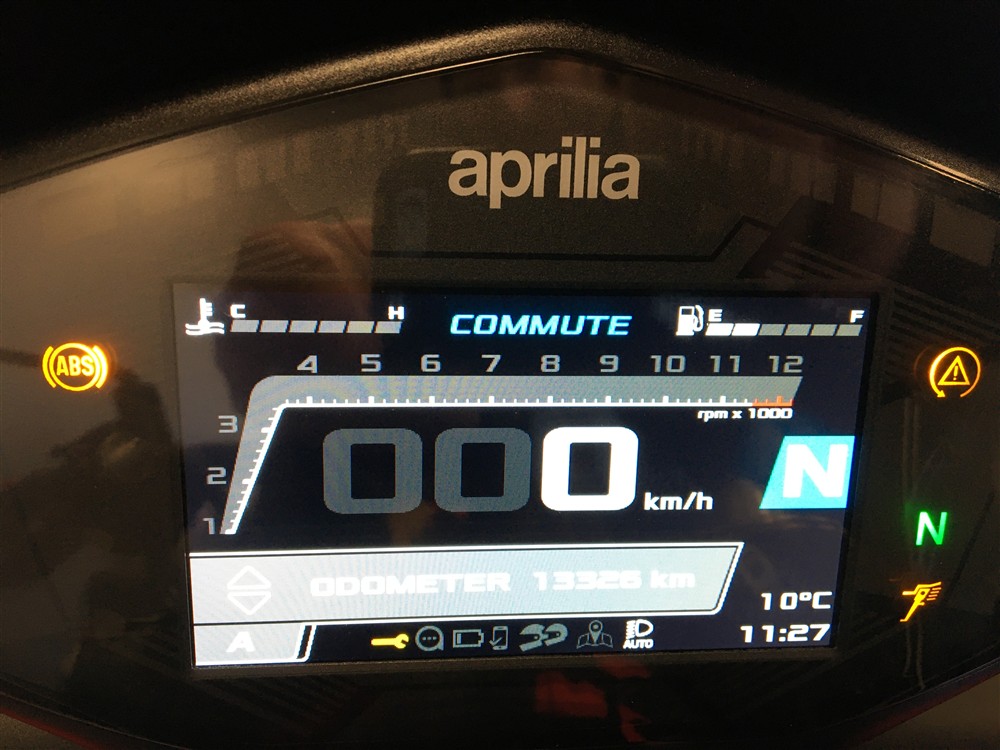 aprilia
C H COMMUTE E F
ABS
4 5 6 7 8 9 10 11 12
rpm x 1000
3
2
1
000 km/h
N
N
ODOMETER 13326 km
10°C
A
AUTO
11:27